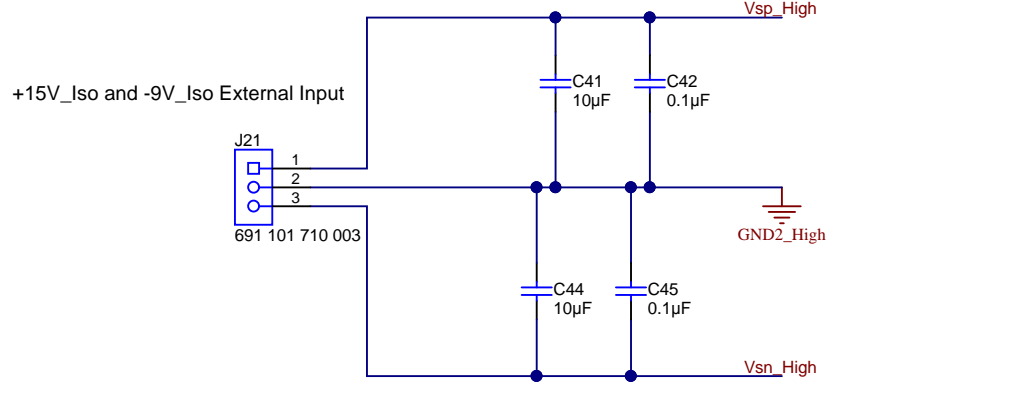 Vsp_High
+15V_Iso and -9V_Iso External Input
C41
10µF
C42
0.1µF
J21
1
2
3
691 101 710 003
GND2_High
C44
10µF
C45
0.1µF
Vsn_High